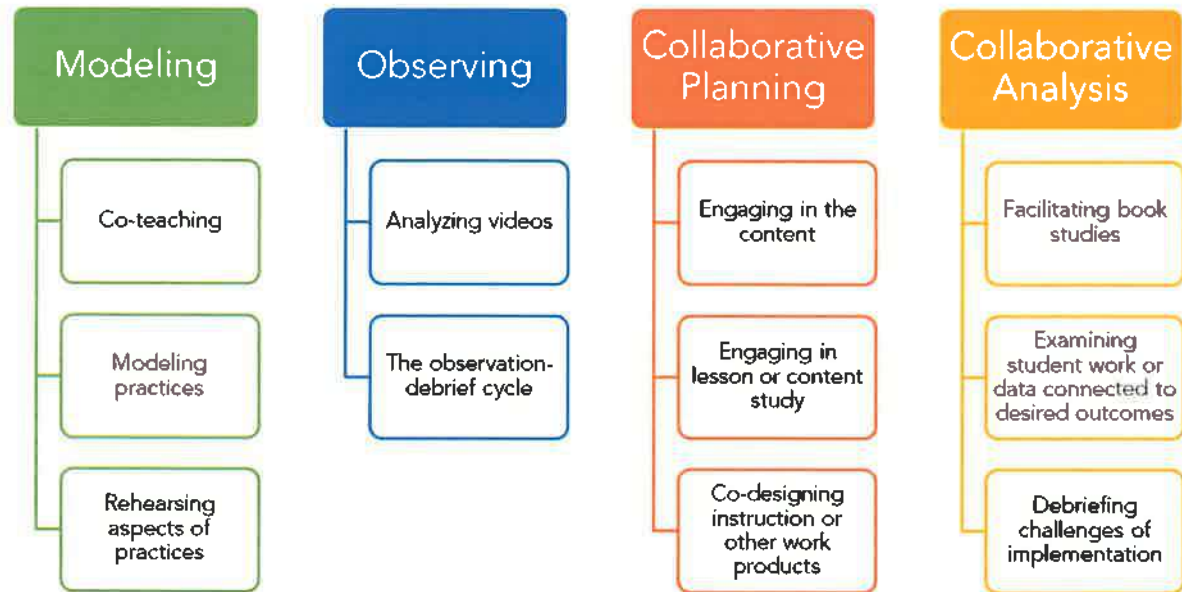 Modeling
Co-teaching
Modeling
practices
Rehearsing
aspects of
practices
Observing
Analyzing videos
The observation-
debrief cycle
Collaborative
Planning
Engaging in the
content
Engaging in
lesson or content
study
Co-designing
instruction or
other work
products
Collaborative
Analysis
Facilitating book
studies
Examining
student work or
data connected to
desired outcomes
Debriefing
challenges of
implementation